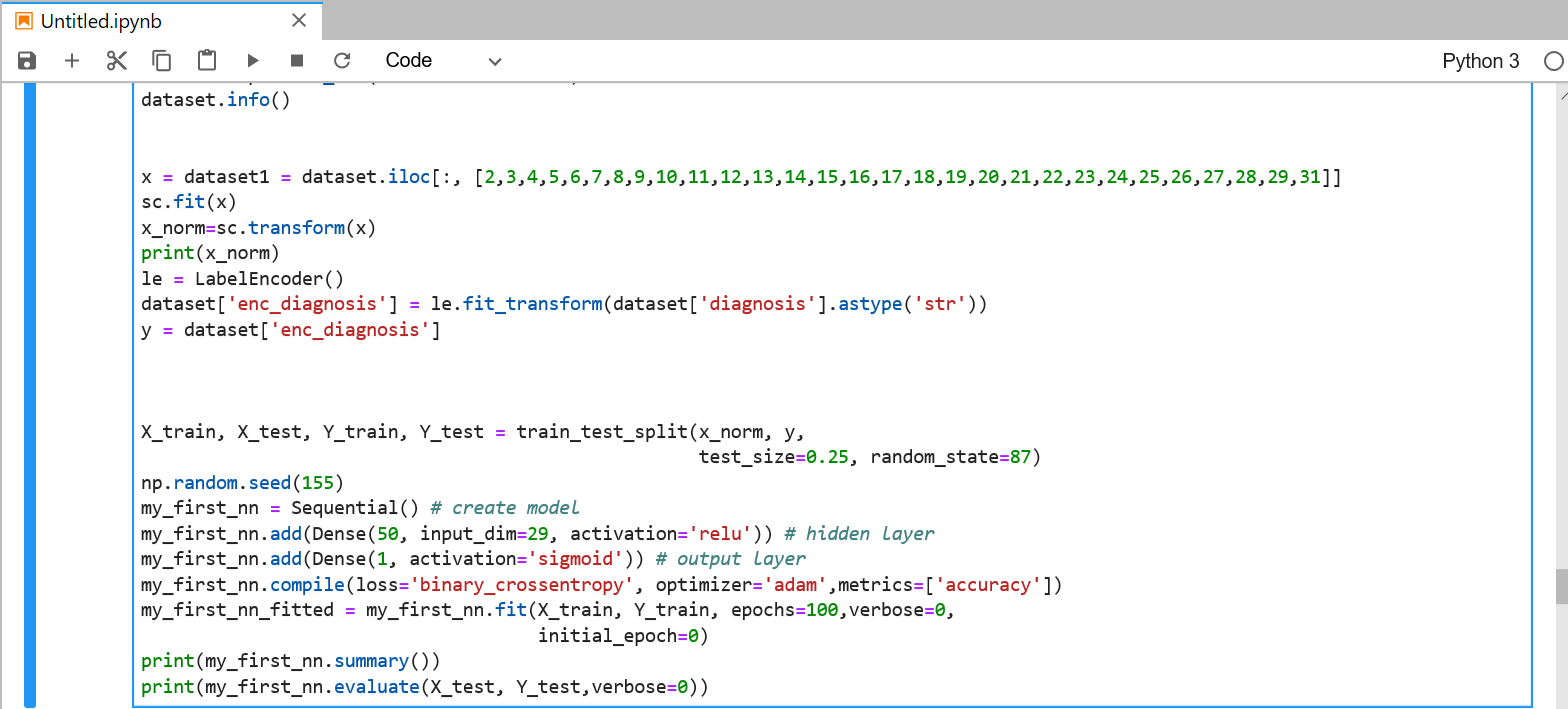 Untitled.ipynb
Code
Python 3
dataset.info()
x = dataset1 = dataset.iloc[:, [2,3,4,5,6,7,8,9,10,11,12,13,14,15,16,17,18,19,20,21,22,23,24,25,26,27,28,29,31]]
sc.fit(x)
x_norm=sc.transform(x)
print(x_norm)
le = LabelEncoder()
dataset['enc_diagnosis'] = le.fit_transform(dataset['diagnosis'].astype('str'))
y = dataset['enc_diagnosis']
X_train, X_test, Y_train, Y_test = train_test_split(x_norm, y,
test_size=0.25, random_state=87)
np.random.seed(155)
my_first_nn = Sequential() # create model
my_first_nn.add(Dense(50, input_dim=29, activation='relu')) # hidden layer
my_first_nn.add(Dense(1, activation='sigmoid')) # output layer
my_first_nn.compile(loss='binary_crossentropy', optimizer='adam',metrics=['accuracy'])
my_first_nn_fitted = my_first_nn.fit(X_train, Y_train, epochs=100,verbose=0,
initial_epoch=0)
print(my_first_nn.summary())
print(my_first_nn.evaluate(X_test, Y_test,verbose=0))